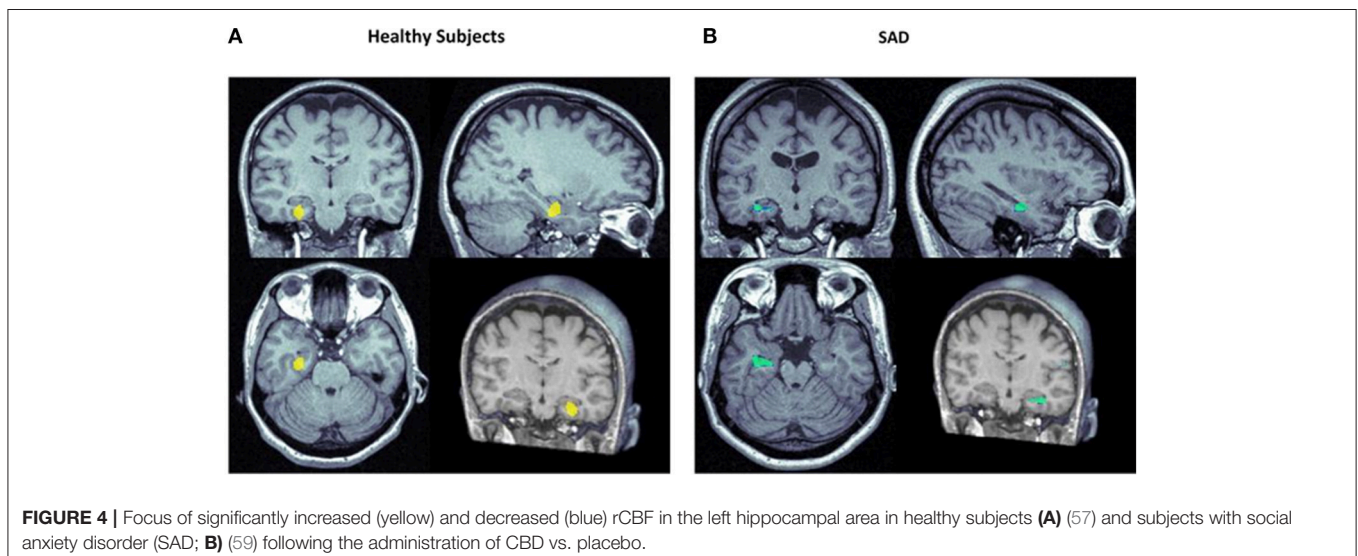 A Healthy Subjects B SAD
FIGURE 4 | Focus of significantly increased (yellow) and decreased (blue) rCBF in the left hippocampal area in healthy subjects (A) (57) and subjects with social
anxiety disorder (SAD; B) (59) following the administration of CBD vs. placebo.